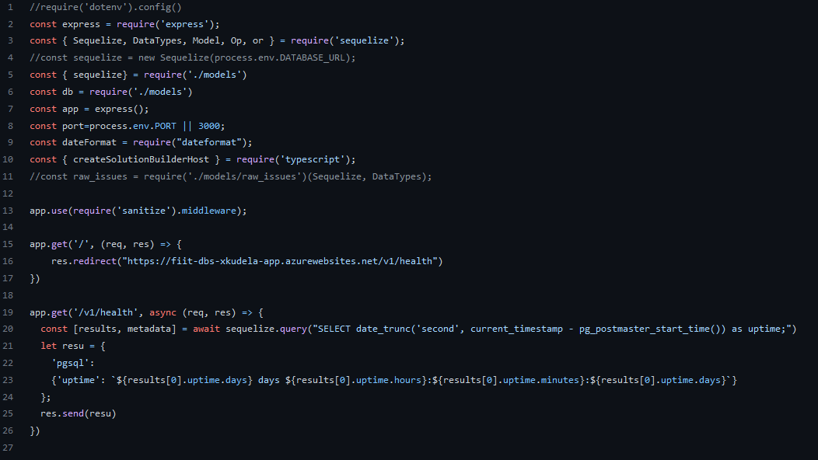 1 //require('dotenv').config()
2 const express = require('express');
3 const { Sequelize, DataTypes, Model, Op, or } = require('sequelize');
4 //const sequelize = new Sequelize(process.env.DATABASE_URL);
5 const { sequelize} = require('./models')
6 const db = require('./models')
7 const app = express();
8 const port=process.env.PORT || 3000;
9 const dateFormat = require("dateformat");
10 const { createSolutionBuilderHost } = require('typescript');
11 //const raw_issues = require('./models/raw_issues')(Sequelize, DataTypes);
12
13 app.use(require('sanitize').middleware);
14
15 app.get('/', (req, res) => {
16     res.redirect("https://fiit-dbs-xkudela-app.azurewebsites.net/v1/health")
17 })
18
19 app.get('/v1/health', async (req, res) => {
20   const [results, metadata] = await sequelize.query("SELECT date_trunc('second', current_timestamp - pg_postmaster_start_time()) as uptime;")
21   let resu = {
22     'pgsql':
23     {'uptime': `${results[0].uptime.days} days ${results[0].uptime.hours}:${results[0].uptime.minutes}:${results[0].uptime.days}`}
24   };
25   res.send(resu)
26 })
27